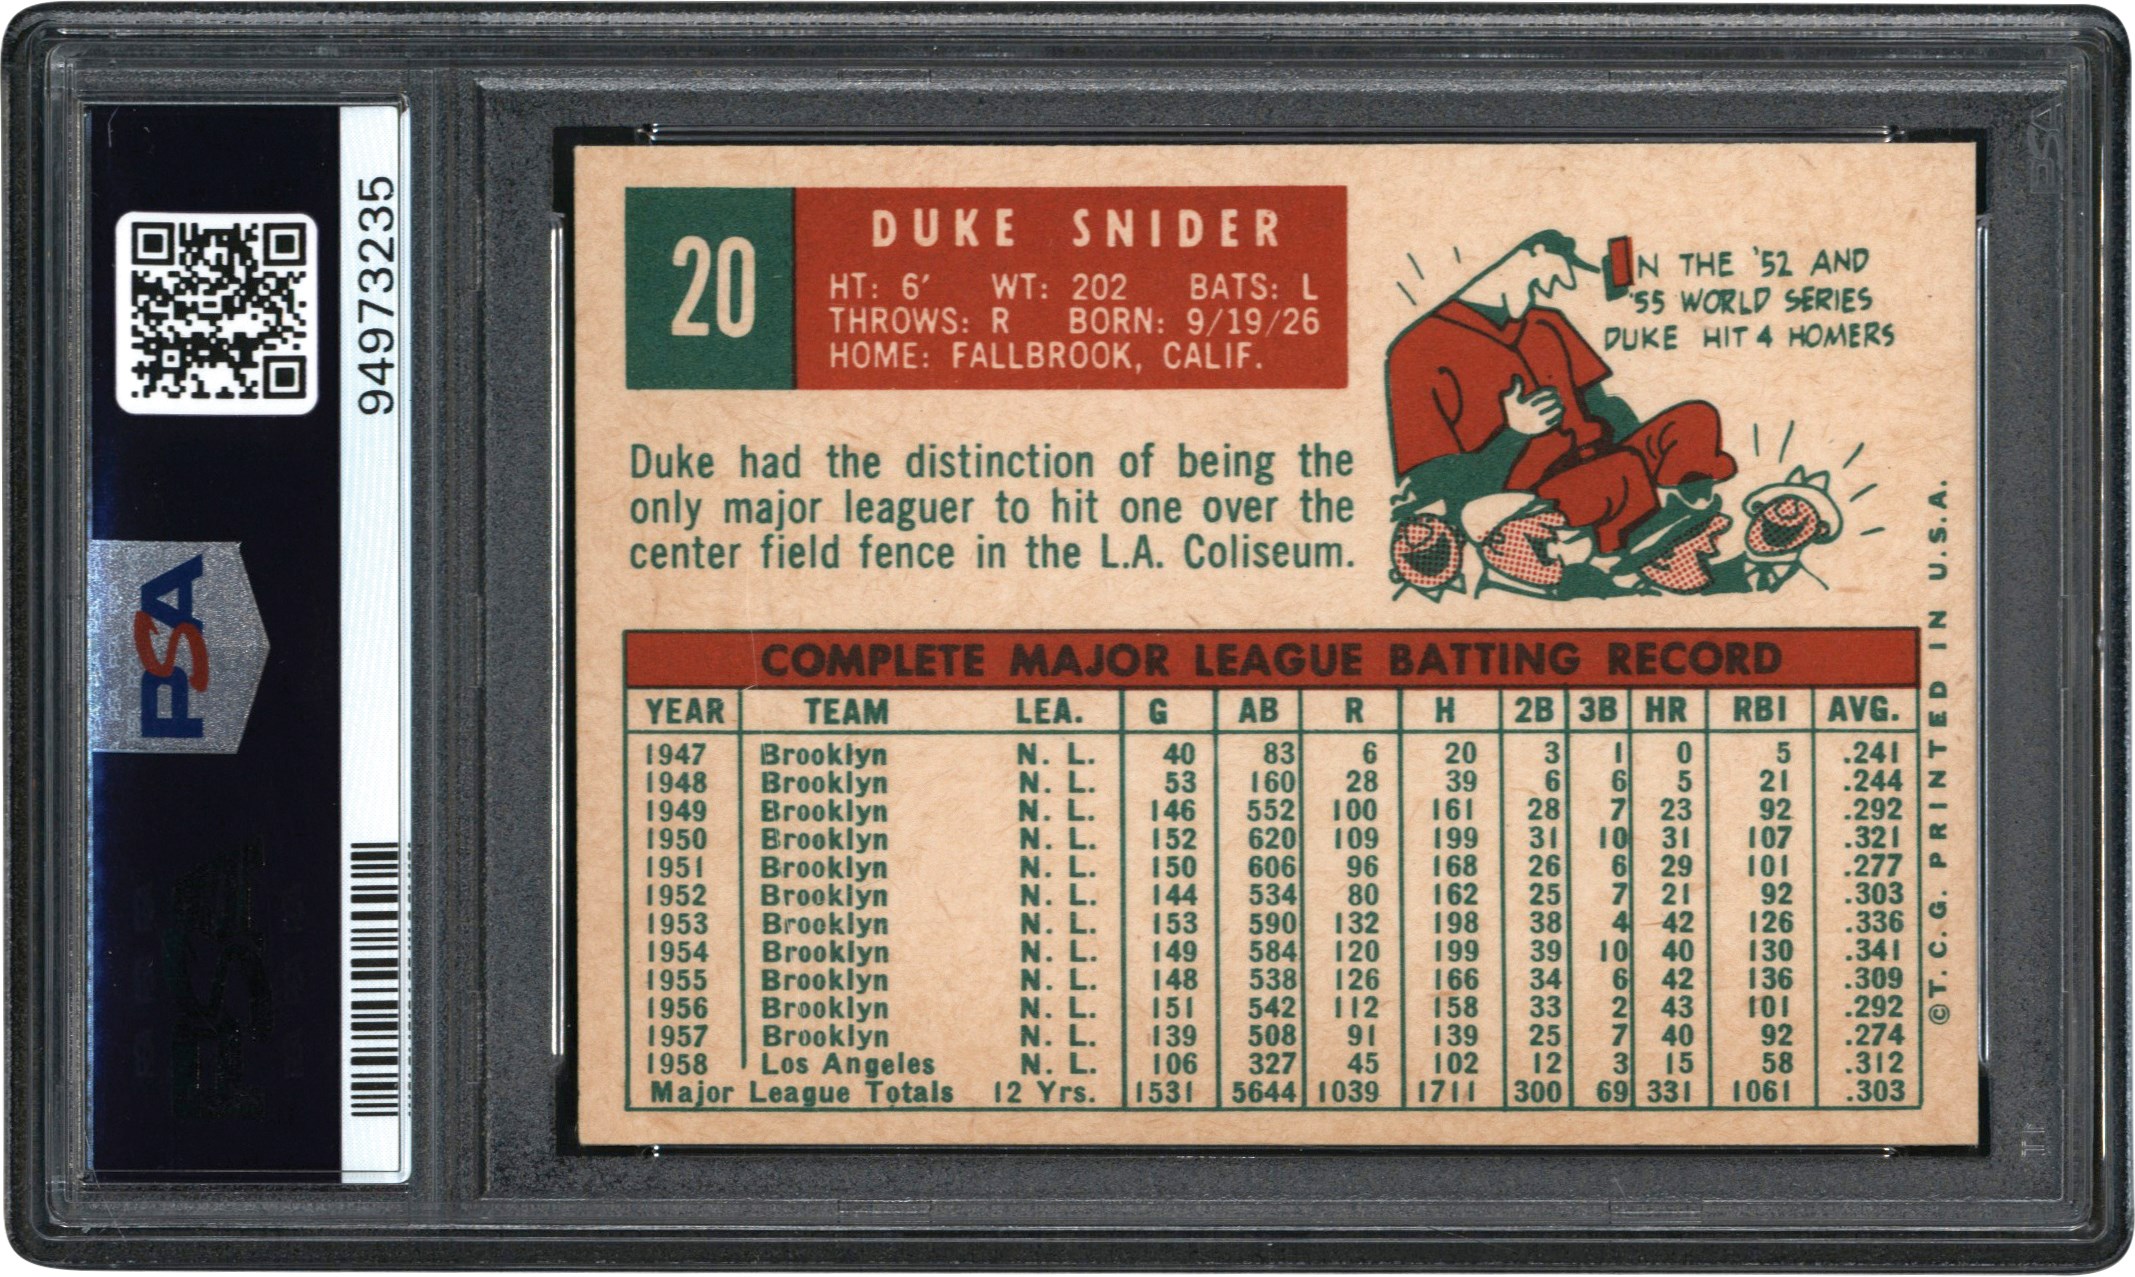 94973235
PSA
20
DUKE SNIDER
HT: 6' WT: 202 BATS: L
THROWS: R BORN: 9/19/26
HOME: FALLBROOK, CALIF.
IN THE '52 AND
'55 WORLD SERIES
DUKE HIT 4 HOMERS
Duke had the distinction of being the
only major leaguer to hit one over the
center field fence in the L.A. Coliseum.
COMPLETE MAJOR LEAGUE BATTING RECORD
YEAR TEAM LEA. G AB R H 2B 3B HR RBI AVG.
1947 Brooklyn N. L. 40 83 6 20 3 1 0 5 .241
1948 Brooklyn N. L. 53 160 28 39 6 6 5 21 .244
1949 Brooklyn N. L. 146 552 100 161 28 7 23 92 .292
1950 Brooklyn N. L. 152 620 109 199 31 10 31 107 .321
1951 Brooklyn N. L. 150 606 96 168 26 6 29 101 .277
1952 Brooklyn N. L. 144 534 80 162 25 7 21 92 .303
1953 Brooklyn N. L. 153 590 132 198 38 4 42 126 .336
1954 Brooklyn N. L. 149 584 120 199 39 10 40 130 .341
1955 Brooklyn N. L. 148 538 126 166 34 6 42 136 .309
1956 Brooklyn N. L. 151 542 112 158 33 2 43 101 .292
1957 Brooklyn N. L. 139 508 91 139 25 7 40 92 .274
1958 Los Angeles N. L. 106 327 45 102 12 3 15 58 .312
Major League Totals 12 Yrs. 1531 5644 1039 1711 300 69 331 1061 .303
©T.C.G. PRINTED IN U.S.A.
PSA